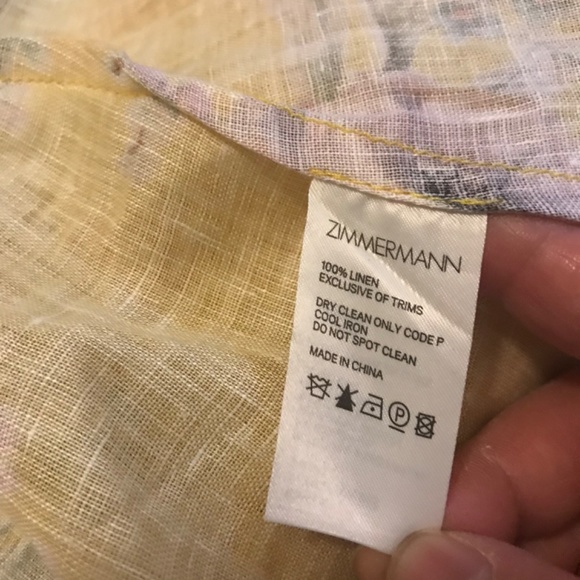 ZIMMERMANN
100% LINEN
EXCLUSIVE OF TRIMS
DRY CLEAN ONLY CODE P
COOL IRON
DO NOT SPOT CLEAN
MADE IN CHINA
P